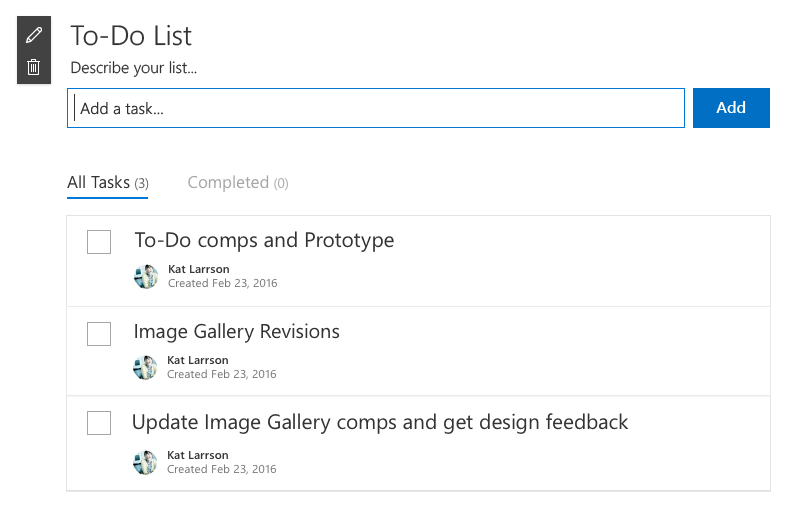 To-Do List
Describe your list...
Add a task...
Add
All Tasks (3)
Completed (0)
To-Do comps and Prototype
Kat Larrson
Created Feb 23, 2016
Image Gallery Revisions
Kat Larrson
Created Feb 23, 2016
Update Image Gallery comps and get design feedback
Kat Larrson
Created Feb 23, 2016